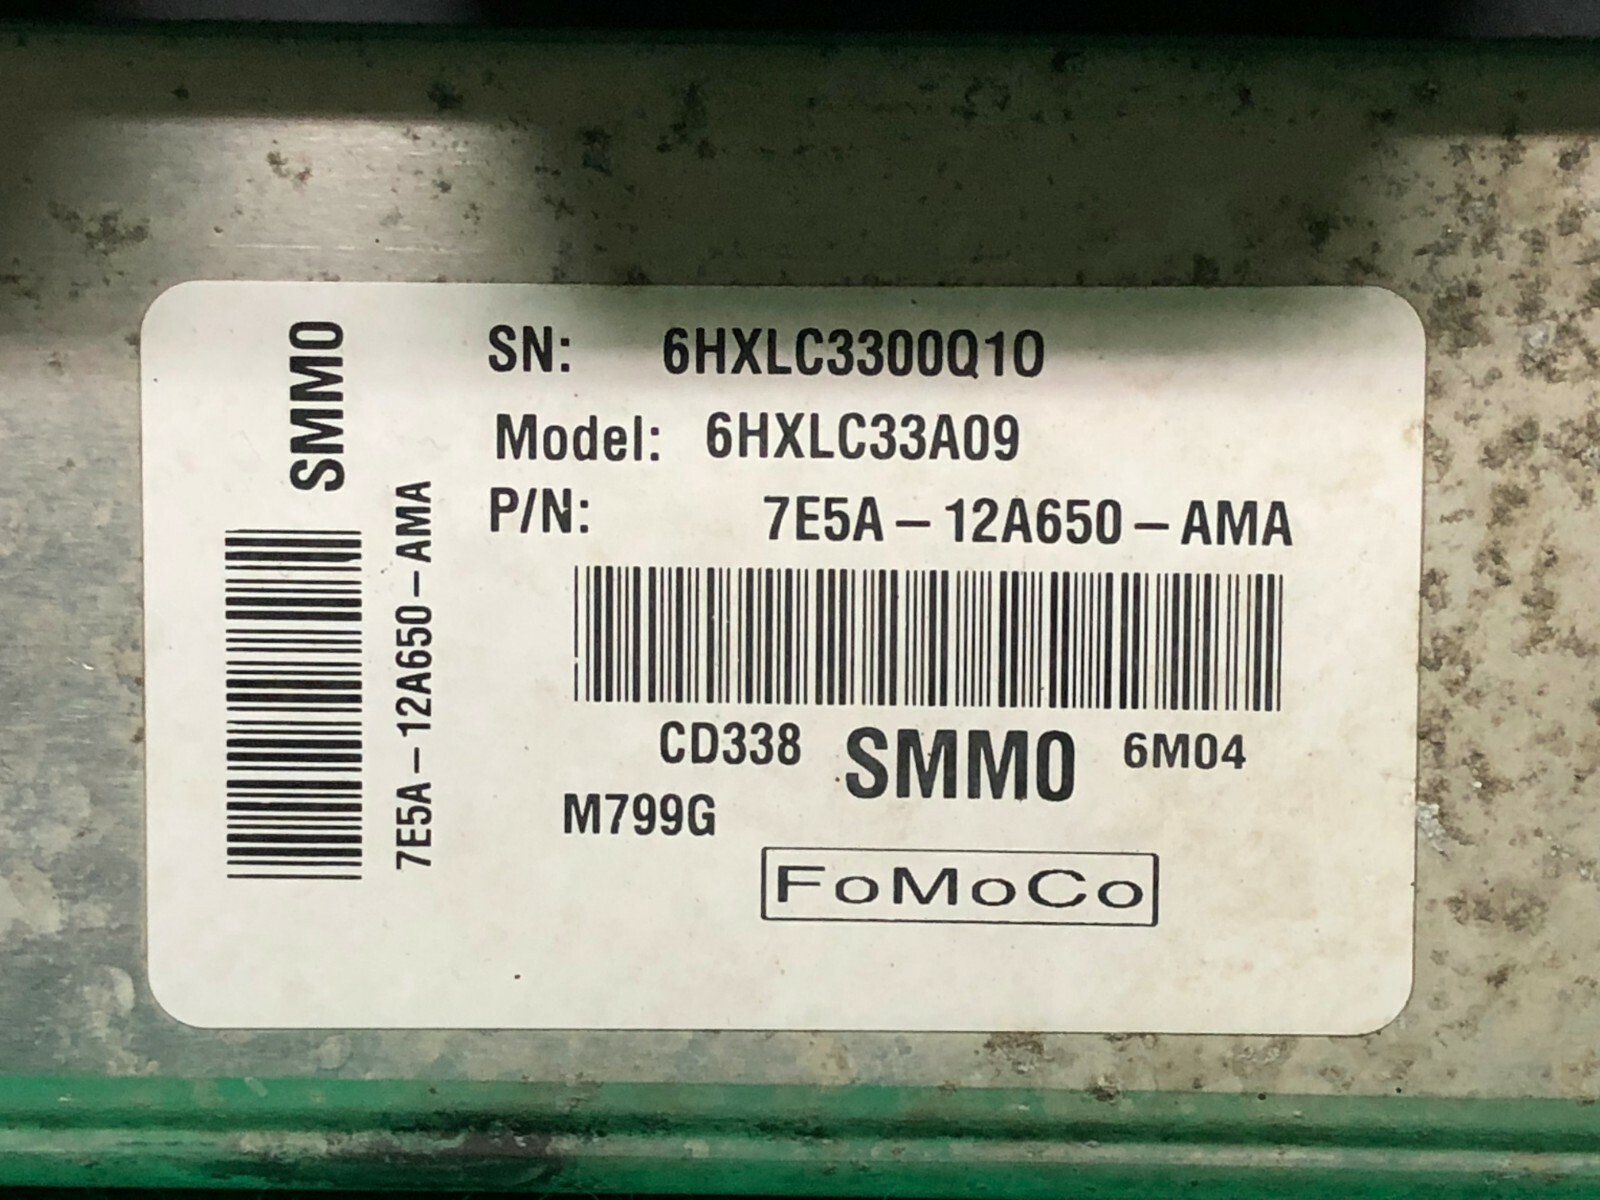 SMM0
7E5A-12A650-AMA
SN: 6HXLC3300Q10
Model: 6HXLC33A09
P/N: 7E5A-12A650-AMA
CD338 SMM0 6M04
M799G
FoMoCo